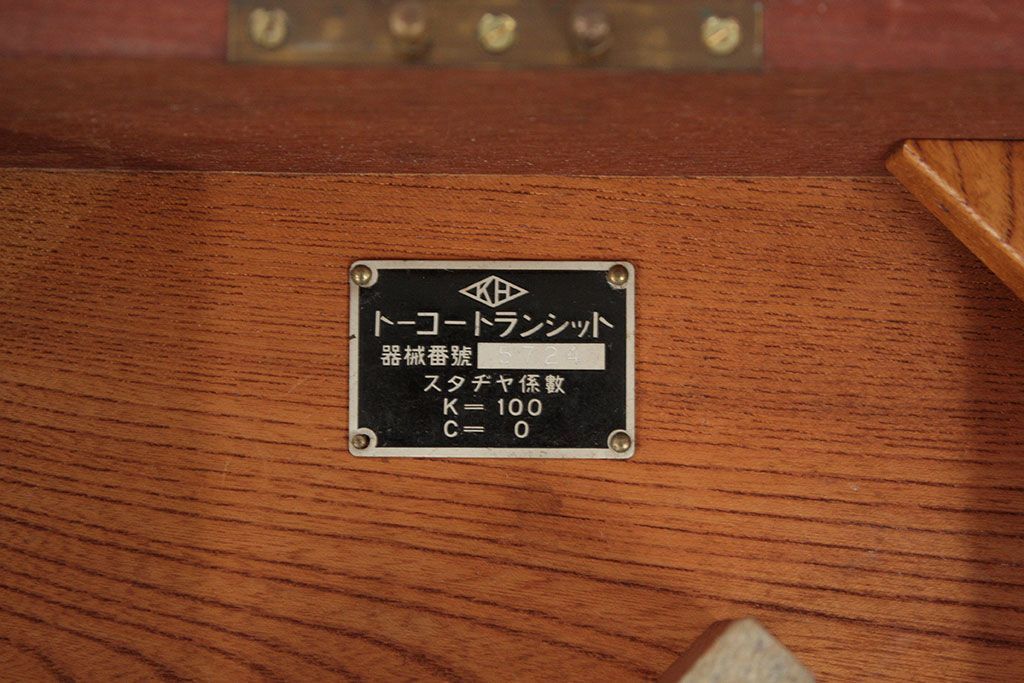 KH
トーコートランシット
器械番號 5724
スタヂヤ係數
K= 100
C= 0